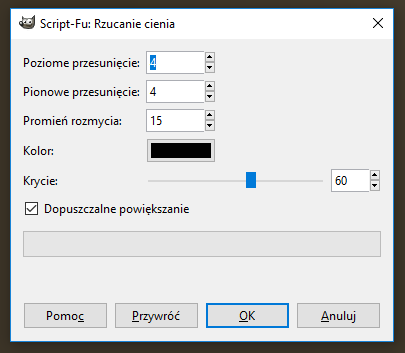 Script-Fu: Rzucanie cienia
Poziome przesunięcie: 4
Pionowe przesunięcie: 4
Promień rozmycia: 15
Kolor:
Krycie: 60
Dopuszczalne powiększanie
Pomoc Przywróć OK Anuluj